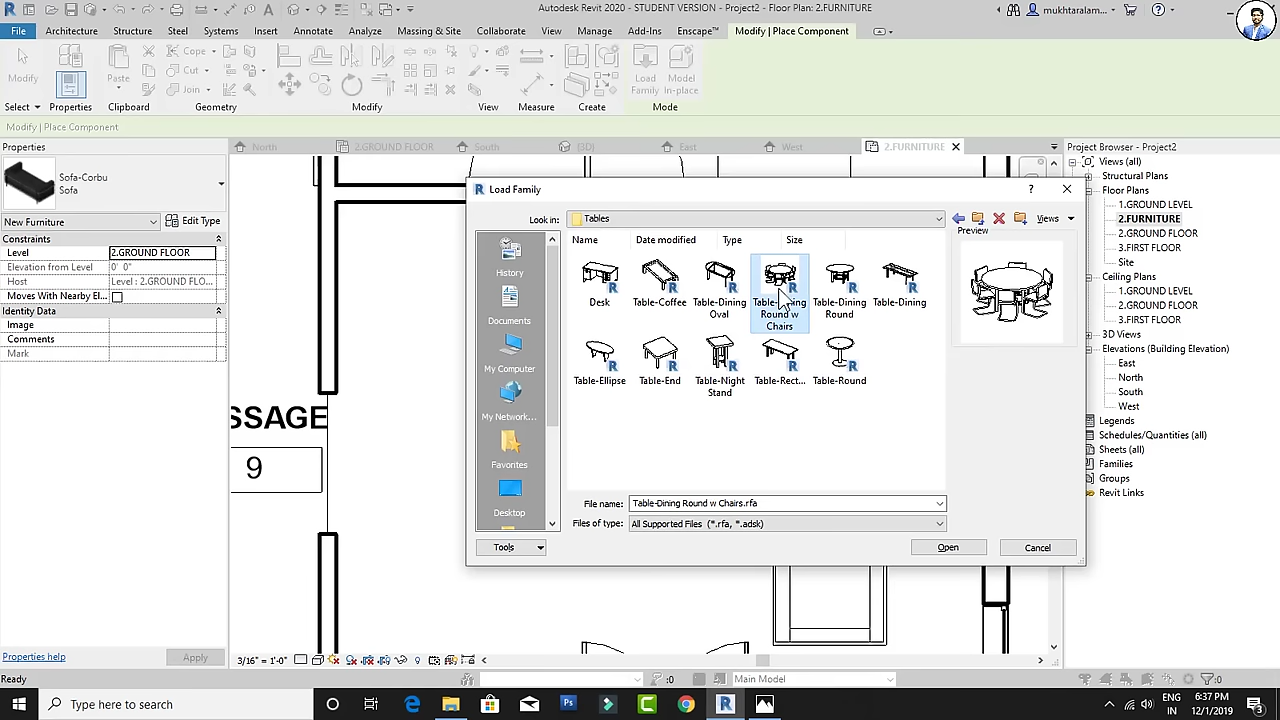 Autodesk Revit 2020 - STUDENT VERSION - Project2 - Floor Plan: 2.FURNITURE
mukhtaralam...
File Architecture Structure Steel Systems Insert Annotate Analyze Massing & Site Collaborate View Manage Add-Ins Enscape™ Modify | Place Component
Modify
Paste
Cope
Cut
Join
Load Family
Model In-place
Select Properties Clipboard Geometry Modify View Measure Create Mode
Modify | Place Component
Properties
North 2.GROUND FLOOR South {3D} East West 2.FURNITURE
Project Browser - Project2
Sofa-Corbu
Sofa
New Furniture
Edit Type
Constraints
Level 2.GROUND FLOOR
Elevation from Level 0' 0"
Host Level : 2.GROUND FLO...
Moves With Nearby El...
Identity Data
Image
Comments
Mark
Properties help
Apply
SSAGE
9
Load Family
?
Look in: Tables
Views
Name Date modified Type Size
Preview
History
Documents
My Computer
My Network...
Favorites
Desktop
Desk
Table-Coffee
Table-Dining Oval
Table-Dining Round w Chairs
Table-Dining Round
Table-Dining
Table-Ellipse
Table-End
Table-Night Stand
Table-Rect...
Table-Round
File name: Table-Dining Round w Chairs.rfa
Files of type: All Supported Files (*.rfa, *.adsk)
Tools
Open
Cancel
Views (all)
Structural Plans
Floor Plans
1.GROUND LEVEL
2.FURNITURE
2.GROUND FLOOR
3.FIRST FLOOR
Site
Ceiling Plans
1.GROUND LEVEL
2.GROUND FLOOR
3.FIRST FLOOR
3D Views
Elevations (Building Elevation)
East
North
South
West
Legends
Schedules/Quantities (all)
Sheets (all)
Families
Groups
Revit Links
3/16" = 1'-0"
Ready
:0
Main Model
:0
Type here to search
ENG
IN
6:37 PM
12/1/2019
3